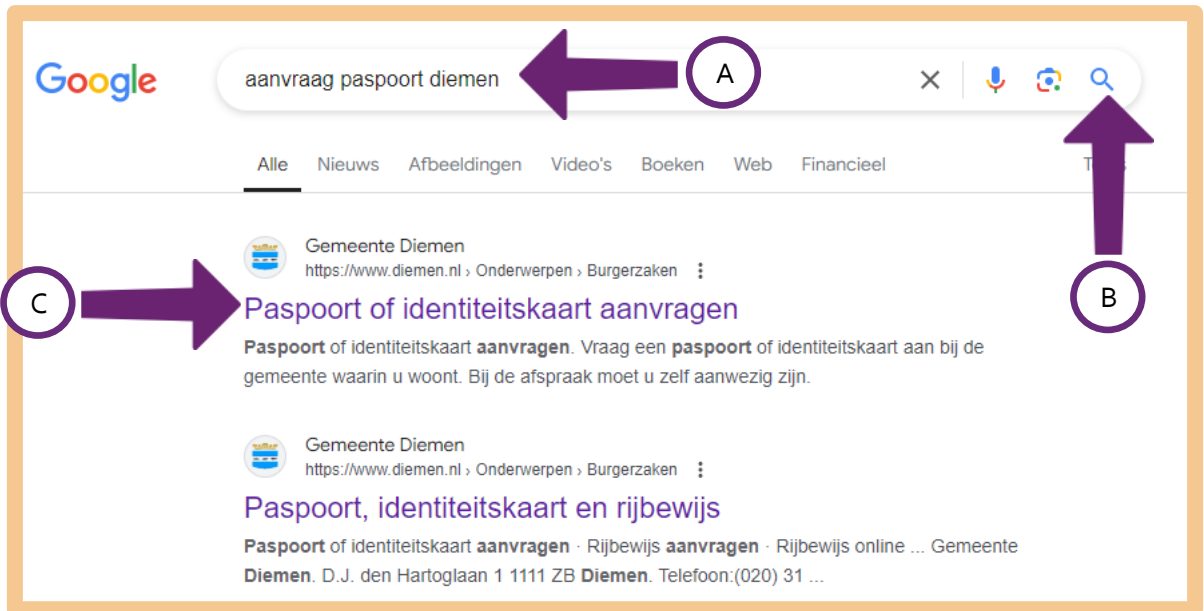 Google
aanvraag paspoort diemen
A
Alle Nieuws Afbeeldingen Video's Boeken Web Financieel
Gemeente Diemen
https://www.diemen.nl › Onderwerpen › Burgerzaken
B
C
Paspoort of identiteitskaart aanvragen
Paspoort of identiteitskaart aanvragen. Vraag een paspoort of identiteitskaart aan bij de
gemeente waarin u woont. Bij de afspraak moet u zelf aanwezig zijn.
Gemeente Diemen
https://www.diemen.nl › Onderwerpen › Burgerzaken
Paspoort, identiteitskaart en rijbewijs
Paspoort of identiteitskaart aanvragen · Rijbewijs aanvragen · Rijbewijs online ... Gemeente
Diemen. D.J. den Hartoglaan 1 1111 ZB Diemen. Telefoon:(020) 31 ...